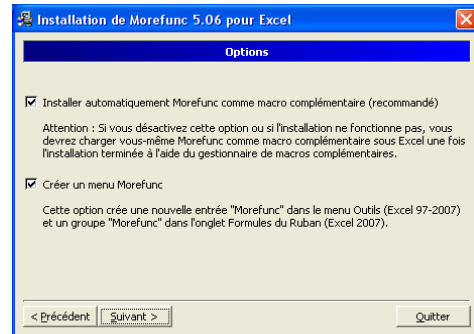 Installation de Morefunc 5.06 pour Excel
Options
Installer automatiquement Morefunc comme macro complémentaire (recommandé)
Attention : Si vous désactivez cette option ou si l'installation ne fonctionne pas, vous
devrez charger vous-même Morefunc comme macro complémentaire sous Excel une fois
l'installation terminée à l'aide du gestionnaire de macros complémentaires.
Créer un menu Morefunc
Cette option crée une nouvelle entrée "Morefunc" dans le menu Outils (Excel 97-2007)
et un groupe "Morefunc" dans l'onglet Formules du Ruban (Excel 2007).
< Précédent
Suivant >
Quitter